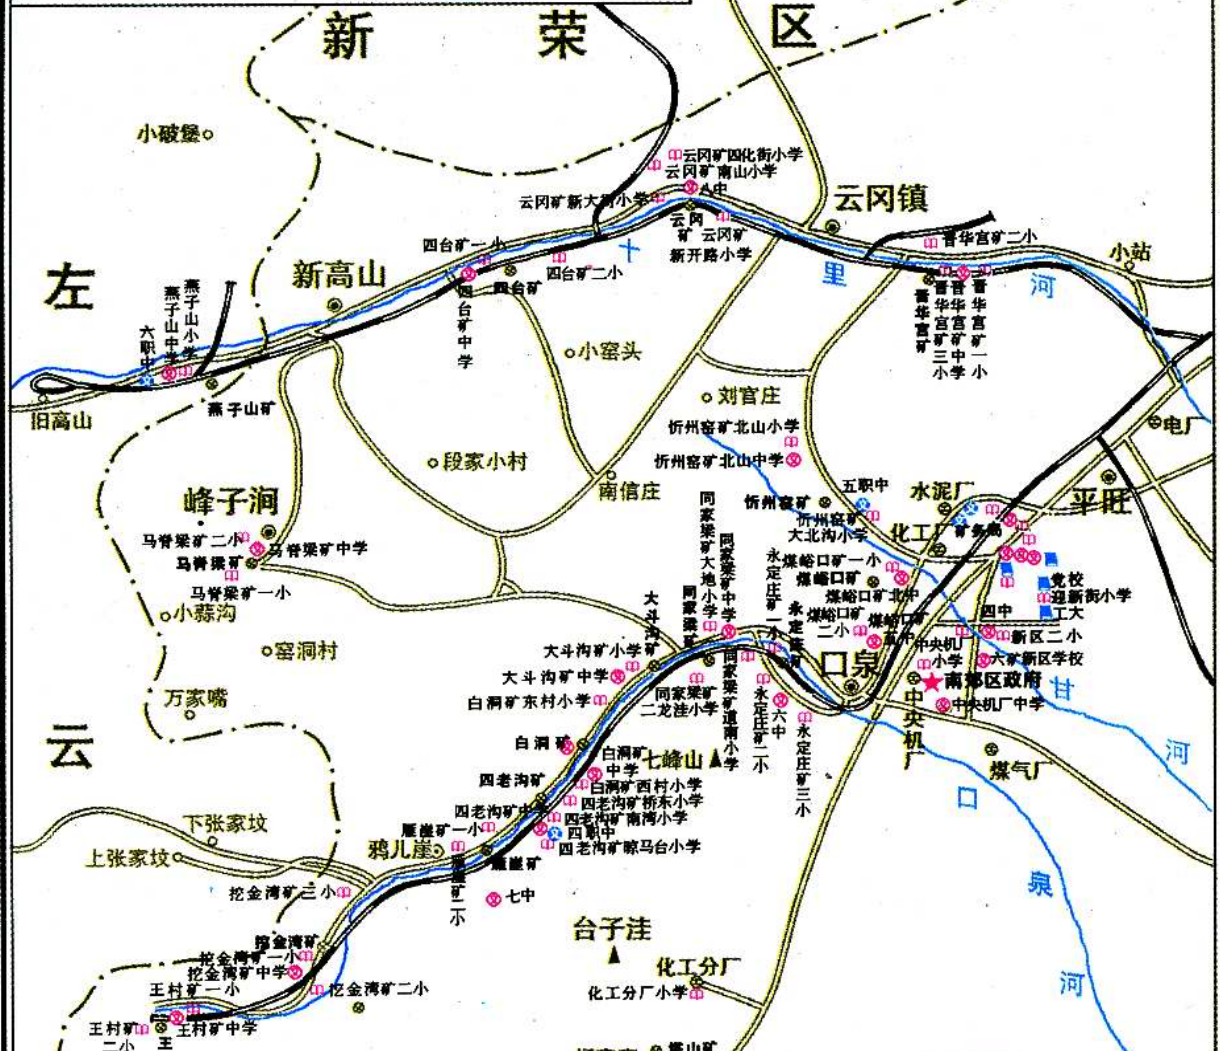 新 荣 区
小破堡
云冈矿四化街小学
云冈矿南山小学
八中
云冈矿新大街小学
云冈镇
云冈矿
云冈矿新开路小学
晋华宫矿二小
四台矿一小
十里河
小站
左
新高山
四台矿二小
四台矿
四台矿中学
燕子山小学
燕子山中学
六职中
晋华宫矿
晋华宫矿三小
晋华宫矿中学
晋华宫矿一小
小窑头
刘官庄
燕子山矿
旧高山
忻州窑矿北山小学
电厂
段家小村
忻州窑矿北山中学
南信庄
峰子涧
五职中
水泥厂
平旺
忻州窑矿
忻州窑矿大北沟小学
化工厂
矿务局
马脊梁矿二小
马脊梁矿中学
马脊梁矿
马脊梁矿一小
同家梁矿大地小学
同家梁矿中学
永定庄矿一小
煤峪口矿一小
煤峪口矿
煤峪口矿北中
党校
迎新街小学
工大
小蒜沟
大斗沟矿
同家梁矿
永定庄矿
煤峪口矿二小
四中
新区二小
窑洞村
大斗沟矿小学
大斗沟矿中学
口泉
中央机厂小学
六矿新区学校
南郊区政府
万家嘴
白洞矿东村小学
同家梁矿二龙洼小学
同家梁矿道南小学
永定庄矿二小
六中
永定庄矿三小
中央机厂
中央机厂中学
甘河
云
白洞矿
白洞矿中学
七峰山
煤气厂
四老沟矿
白洞矿西村小学
口泉河
四老沟矿中学
四老沟矿桥东小学
四老沟矿南湾小学
下张家坟
雁崖矿一小
四职中
鸦儿崖
四老沟矿晾马台小学
上张家坟
雁崖矿
雁崖矿二小
挖金湾矿三小
七中
台子洼
挖金湾矿
挖金湾矿一小
挖金湾矿中学
化工分厂
王村矿一小
挖金湾矿二小
化工分厂小学
王村矿二小
王
王村矿中学
塔山矿